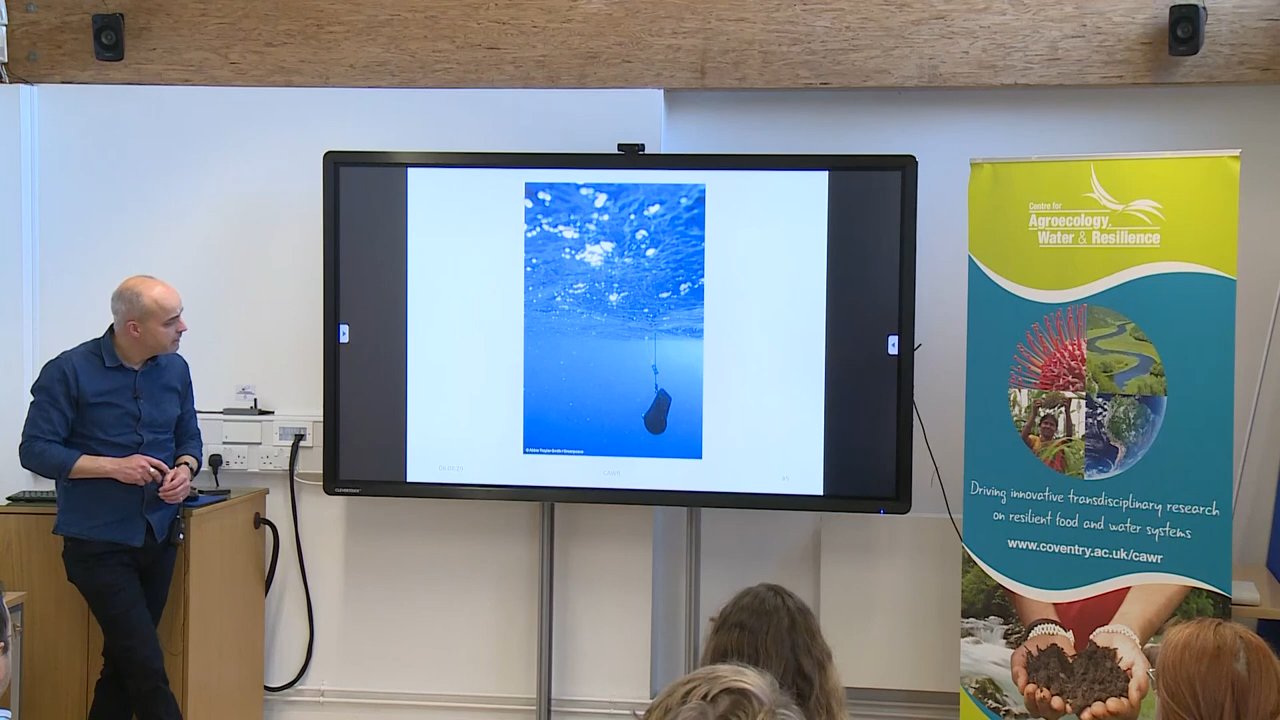 Centre for
Agroecology,
Water & Resilience
Driving innovative transdisciplinary research
on resilient food and water systems
www.coventry.ac.uk/cawr
CAWR